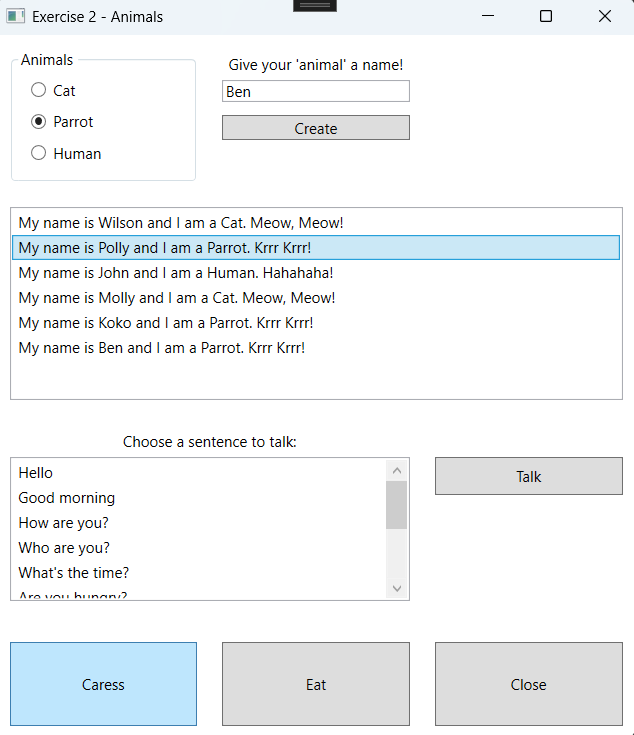 Exercise 2 - Animals
Animals
Cat
Parrot
Human
Give your 'animal' a name!
Ben
Create
My name is Wilson and I am a Cat. Meow, Meow!
My name is Polly and I am a Parrot. Krrr Krrr!
My name is John and I am a Human. Hahahaha!
My name is Molly and I am a Cat. Meow, Meow!
My name is Koko and I am a Parrot. Krrr Krrr!
My name is Ben and I am a Parrot. Krrr Krrr!
Choose a sentence to talk:
Hello
Good morning
How are you?
Who are you?
What's the time?
Are you hungry?
Talk
Caress
Eat
Close